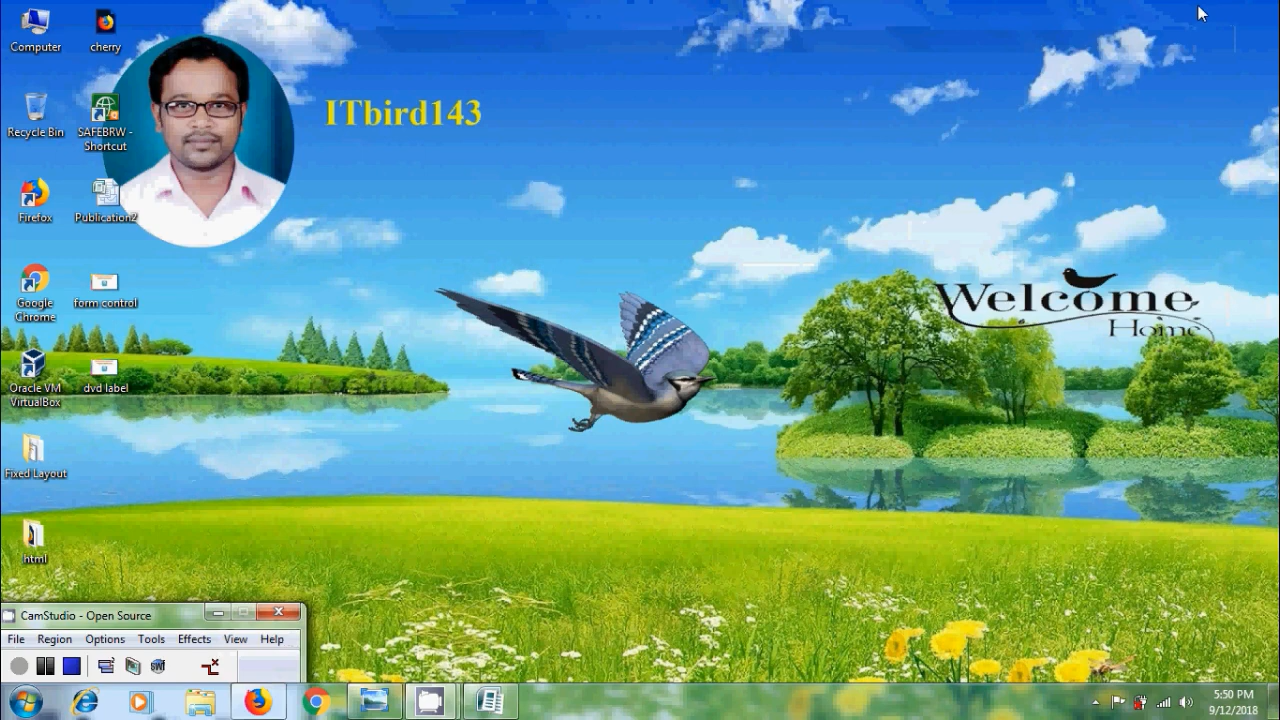 Computer
cherry
Recycle Bin
SAFEBRW -
Shortcut
Firefox
Publication2
Google
Chrome
form control
Oracle VM
VirtualBox
dvd label
Fixed Layout
html
ITbird143
Welcome
Home
CamStudio - Open Source
File Region Options Tools Effects View Help
5:50 PM
9/12/2018